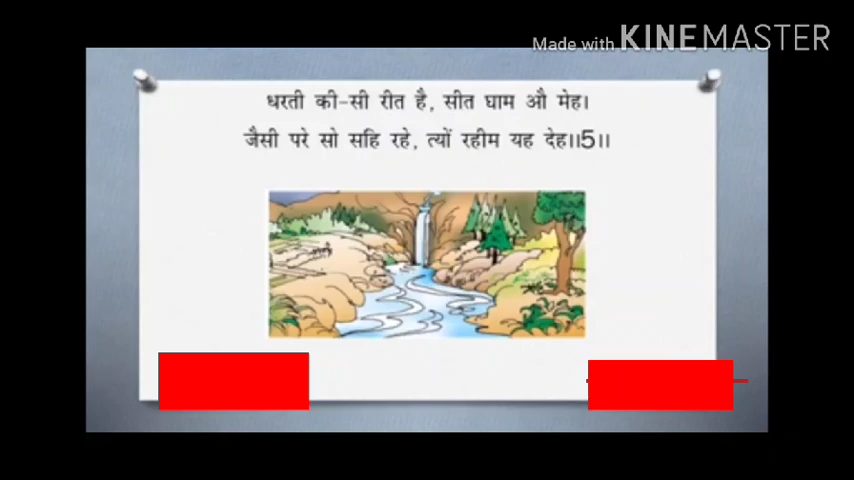 Made with KINEMASTER
धरती की-सी रीत है, सीत घाम औ मेह।
जैसी परे सो सहि रहे, त्यों रहीम यह देह।।5।।